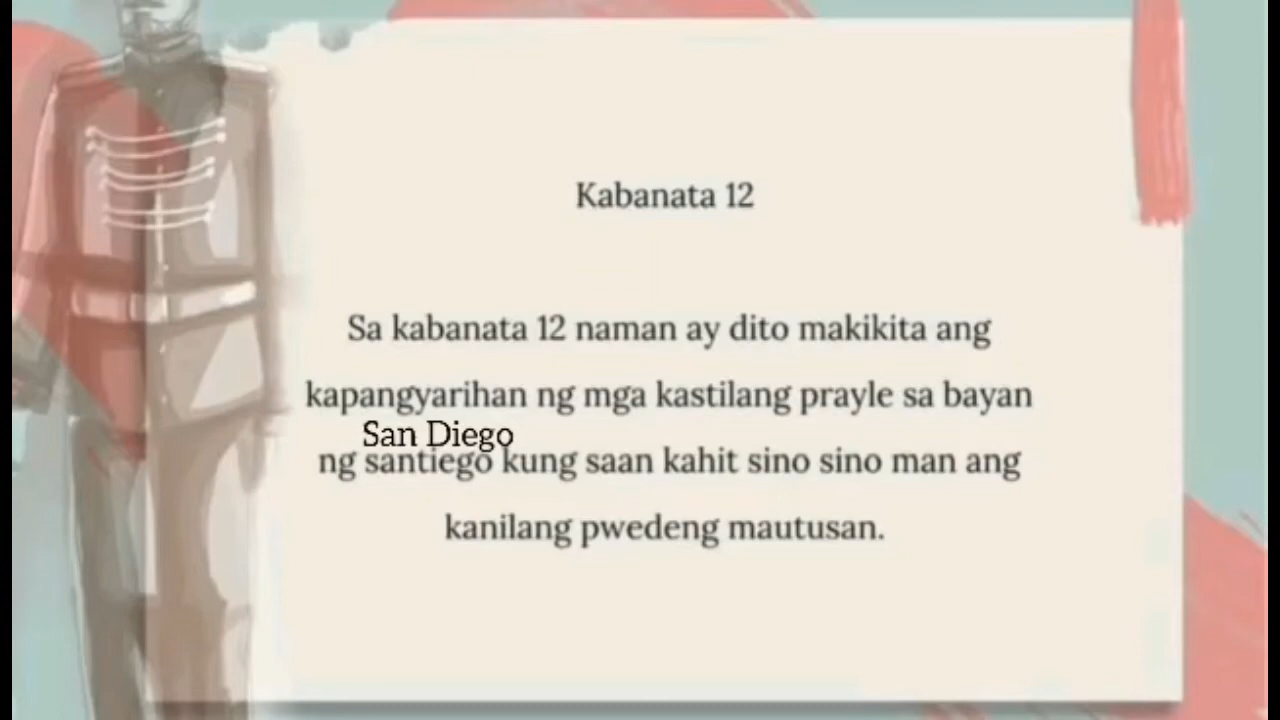 Kabanata 12
Sa kabanata 12 naman ay dito makikita ang
kapangyarihan ng mga kastilang prayle sa bayan
San Diego
ng santiego kung saan kahit sino sino man ang
kanilang pwedeng mautusan.